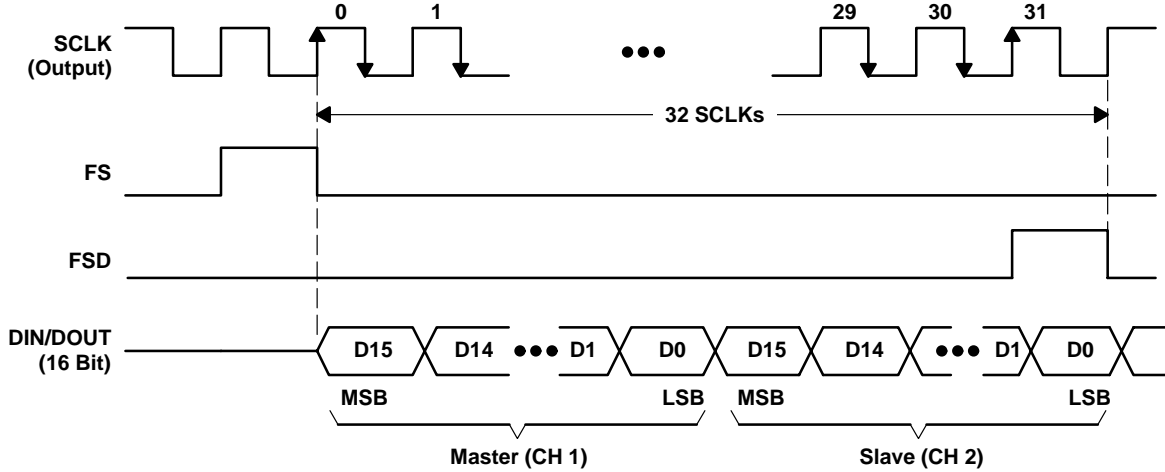 0 1 29 30 31
SCLK
(Output)
32 SCLKs
FS
FSD
DIN/DOUT
(16 Bit)
D15 D14 D1 D0 D15 D14 D1 D0
MSB LSB MSB LSB
Master (CH 1) Slave (CH 2)